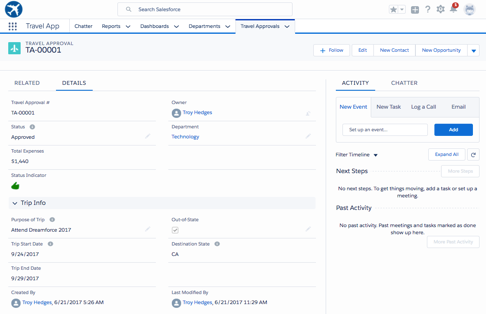 Search Salesforce
Travel App
Chatter
Reports
Dashboards
Departments
Travel Approvals
TRAVEL APPROVAL
TA-00001
+ Follow
Edit
New Contact
New Opportunity
RELATED
DETAILS
Travel Approval #
TA-00001
Owner
Troy Hedges
Status
Approved
Department
Technology
Total Expenses
$1,440
Status Indicator
Trip Info
Purpose of Trip
Attend Dreamforce 2017
Out-of-State
Trip Start Date
9/24/2017
Destination State
CA
Trip End Date
9/29/2017
Created By
Troy Hedges, 6/21/2017 5:26 AM
Last Modified By
Troy Hedges, 6/21/2017 11:29 AM
ACTIVITY
CHATTER
New Event
New Task
Log a Call
Email
Set up an event...
Add
Filter Timeline
Expand All
Next Steps
More Steps
No next steps. To get things moving, add a task or set up a
meeting.
Past Activity
No past activity. Past meetings and tasks marked as done
show up here.
More Past Activity